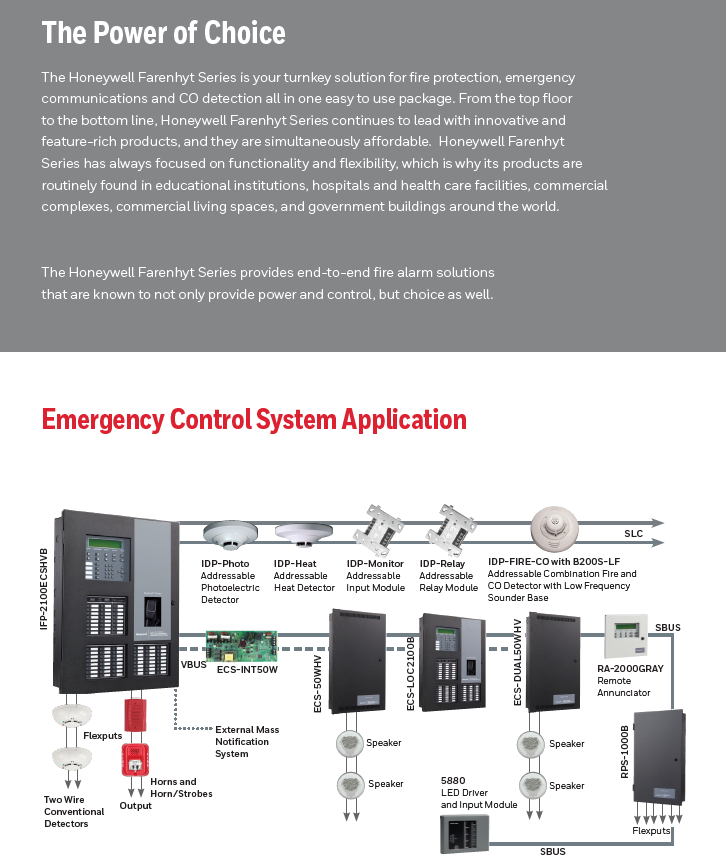 The Power of Choice
The Honeywell Farenhyt Series is your turnkey solution for fire protection, emergency
communications and CO detection all in one easy to use package. From the top floor
to the bottom line, Honeywell Farenhyt Series continues to lead with innovative and
feature-rich products, and they are simultaneously affordable.  Honeywell Farenhyt
Series has always focused on functionality and flexibility, which is why its products are
routinely found in educational institutions, hospitals and health care facilities, commercial
complexes, commercial living spaces, and government buildings around the world.
The Honeywell Farenhyt Series provides end-to-end fire alarm solutions
that are known to not only provide power and control, but choice as well.
Emergency Control System Application
IFP-2100ECSHVB
SLC
IDP-Photo
Addressable
Photoelectric
Detector
IDP-Heat
Addressable
Heat Detector
IDP-Monitor
Addressable
Input Module
IDP-Relay
Addressable
Relay Module
IDP-FIRE-CO with B200S-LF
Addressable Combination Fire and
CO Detector with Low Frequency
Sounder Base
VBUS
ECS-INT50W
ECS-50WHV
ECS-LOC2100B
ECS-DUAL50WHV
SBUS
RA-2000GRAY
Remote
Annunciator
RPS-1000B
Flexputs
External Mass
Notification
System
Speaker
Speaker
Speaker
Speaker
Horns and
Horn/Strobes
Output
Two Wire
Conventional
Detectors
5880
LED Driver
and Input Module
Flexputs
SBUS